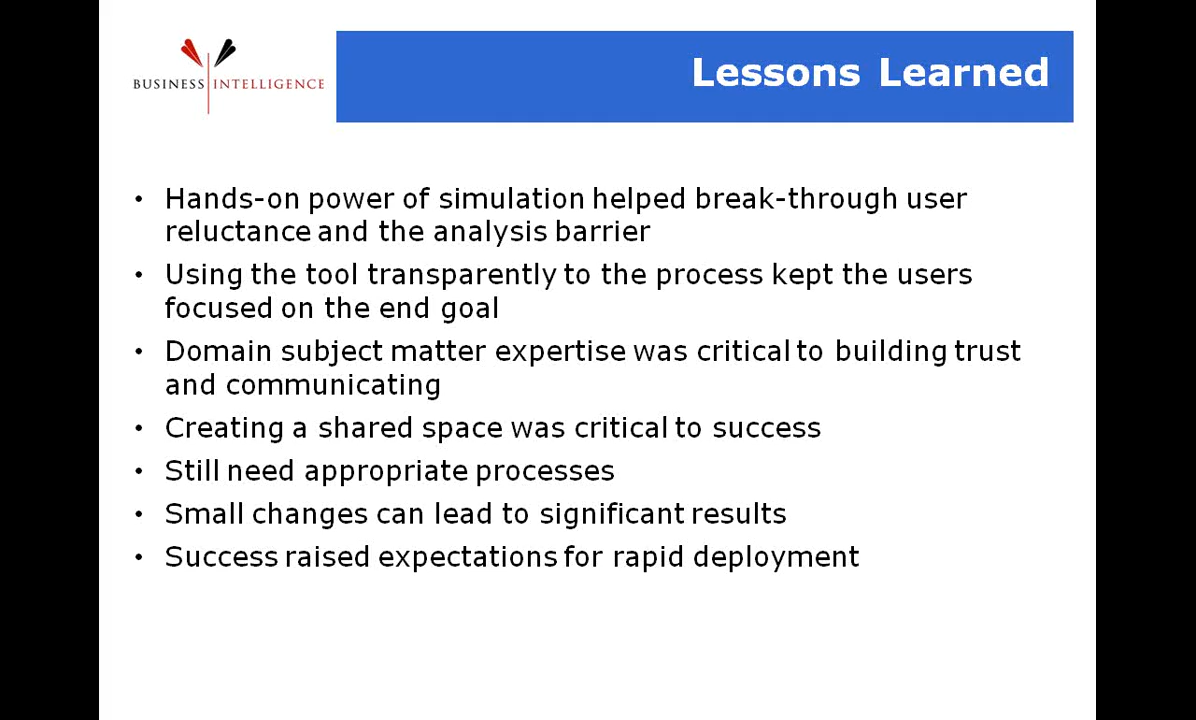 BUSINESS INTELLIGENCE
Lessons Learned
• Hands-on power of simulation helped break-through user
reluctance and the analysis barrier
• Using the tool transparently to the process kept the users
focused on the end goal
• Domain subject matter expertise was critical to building trust
and communicating
• Creating a shared space was critical to success
• Still need appropriate processes
• Small changes can lead to significant results
• Success raised expectations for rapid deployment